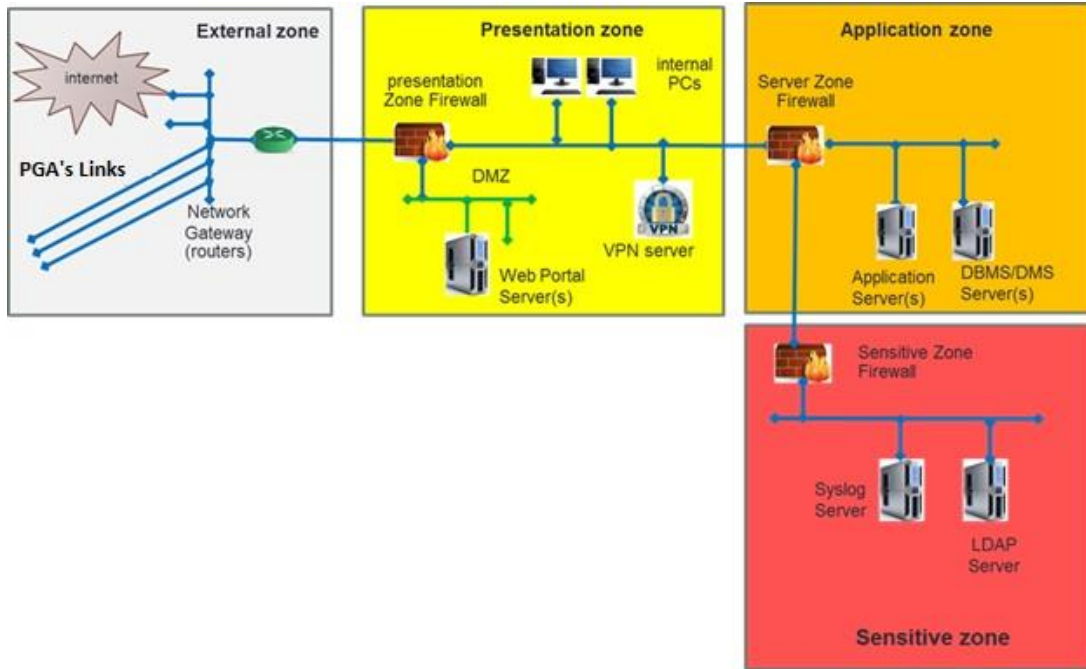 External zone
internet
PGA's Links
Network
Gateway
(routers)
Presentation zone
presentation
Zone Firewall
internal
PCs
DMZ
Web Portal
Server(s)
VPN
VPN server
Application zone
Server Zone
Firewall
Application
Server(s)
DBMS/DMS
Server(s)
Sensitive Zone
Firewall
Syslog
Server
LDAP
Server
Sensitive zone